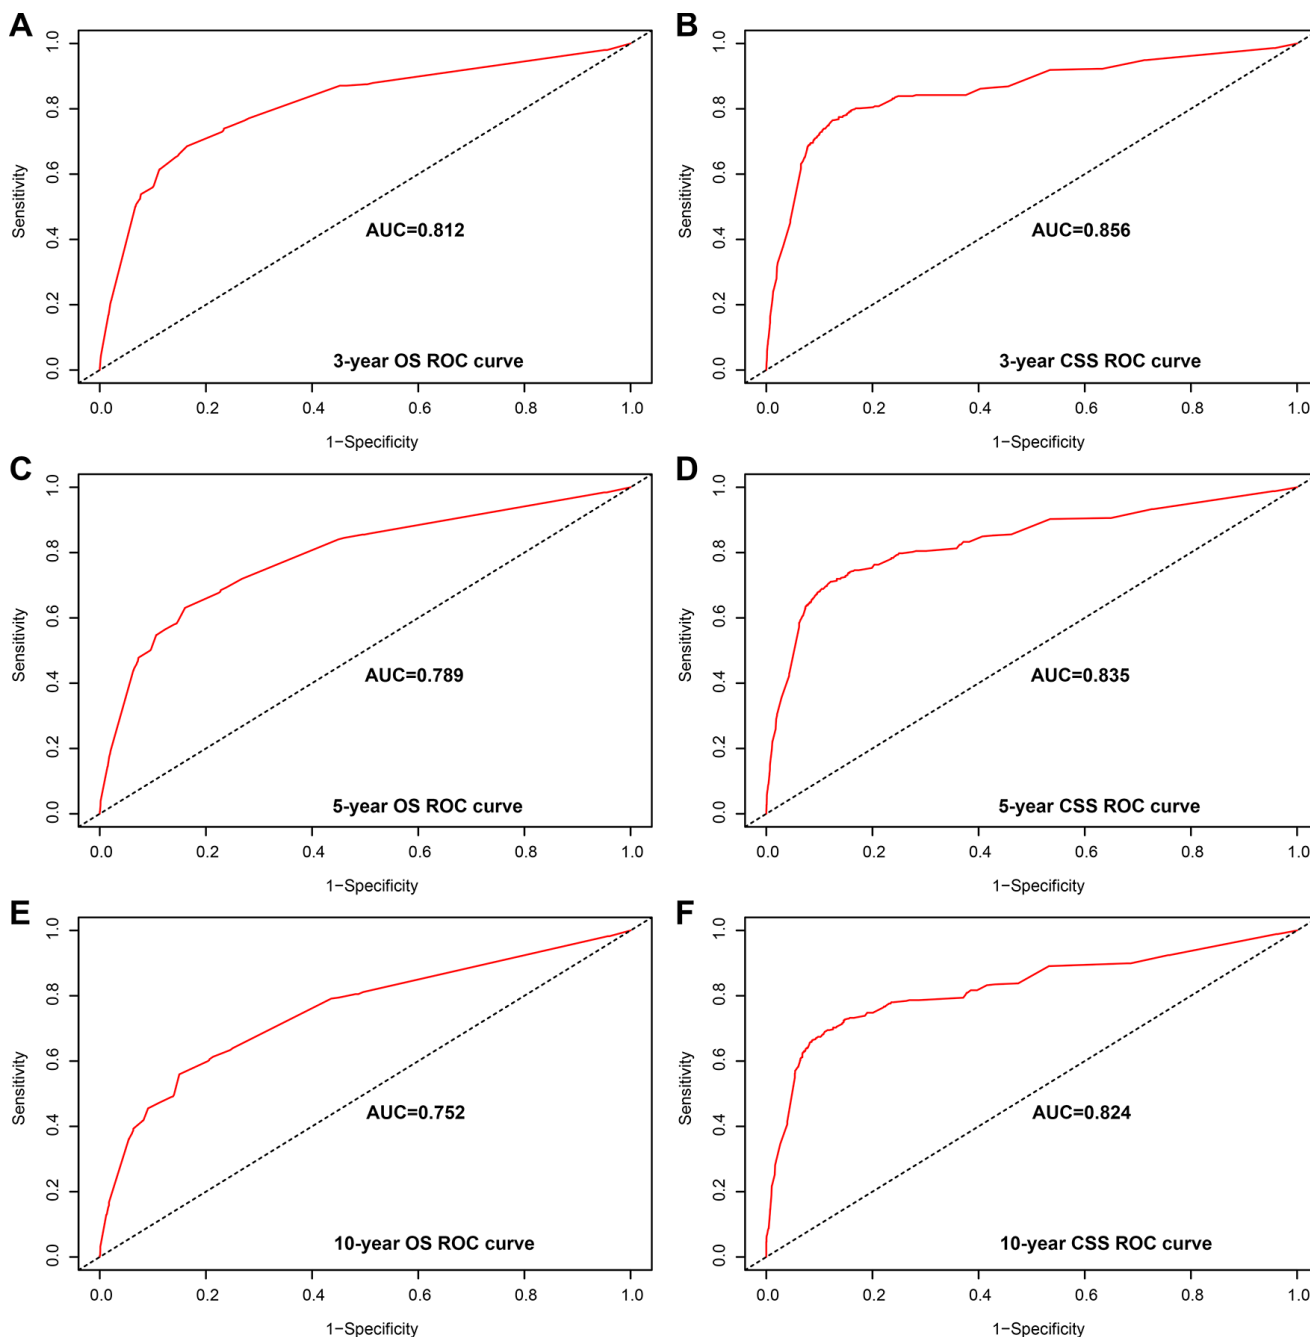 A
1.0
0.8
0.6
0.4
0.2
0.0
Sensitivity
AUC=0.812
3-year OS ROC curve
0.0 0.2 0.4 0.6 0.8 1.0
1−Specificity
B
1.0
0.8
0.6
0.4
0.2
0.0
Sensitivity
AUC=0.856
3-year CSS ROC curve
0.0 0.2 0.4 0.6 0.8 1.0
1−Specificity
C
1.0
0.8
0.6
0.4
0.2
0.0
Sensitivity
AUC=0.789
5-year OS ROC curve
0.0 0.2 0.4 0.6 0.8 1.0
1−Specificity
D
1.0
0.8
0.6
0.4
0.2
0.0
Sensitivity
AUC=0.835
5-year CSS ROC curve
0.0 0.2 0.4 0.6 0.8 1.0
1−Specificity
E
1.0
0.8
0.6
0.4
0.2
0.0
Sensitivity
AUC=0.752
10-year OS ROC curve
0.0 0.2 0.4 0.6 0.8 1.0
1−Specificity
F
1.0
0.8
0.6
0.4
0.2
0.0
Sensitivity
AUC=0.824
10-year CSS ROC curve
0.0 0.2 0.4 0.6 0.8 1.0
1−Specificity